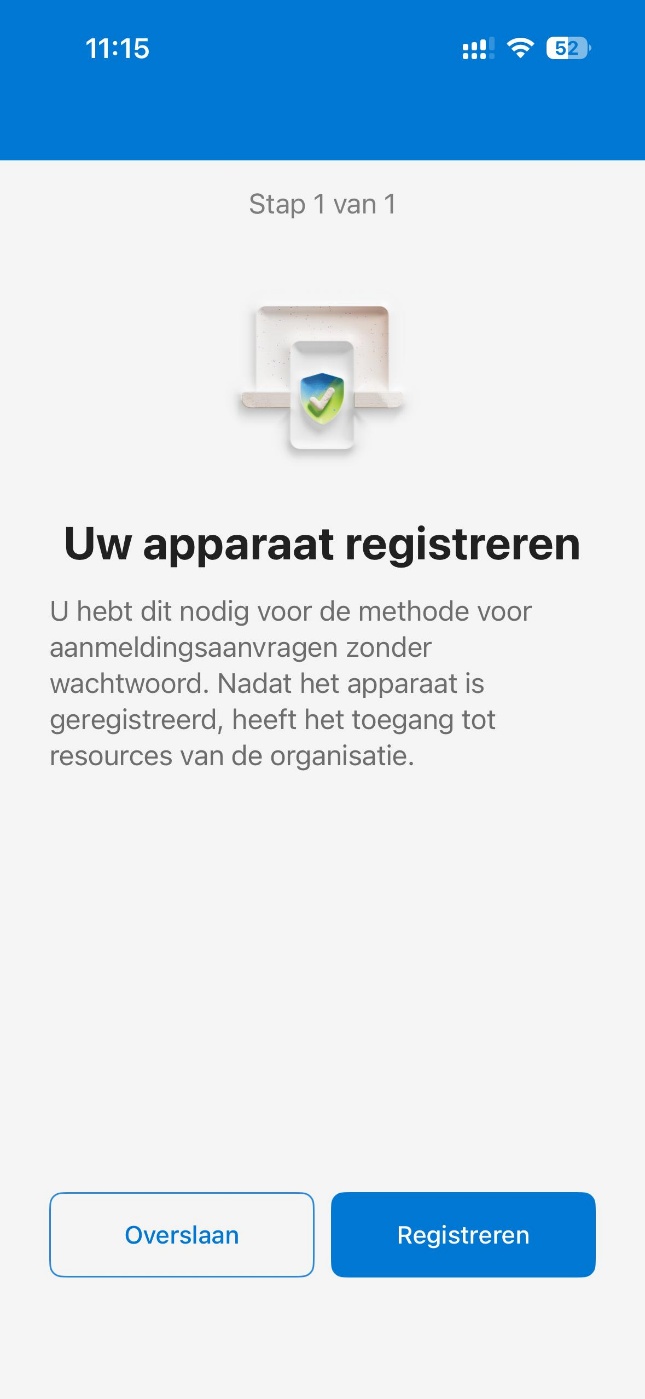 11:15
52
Stap 1 van 1
Uw apparaat registreren
U hebt dit nodig voor de methode voor
aanmeldingsaanvragen zonder
wachtwoord. Nadat het apparaat is
geregistreerd, heeft het toegang tot
resources van de organisatie.
Overslaan
Registreren